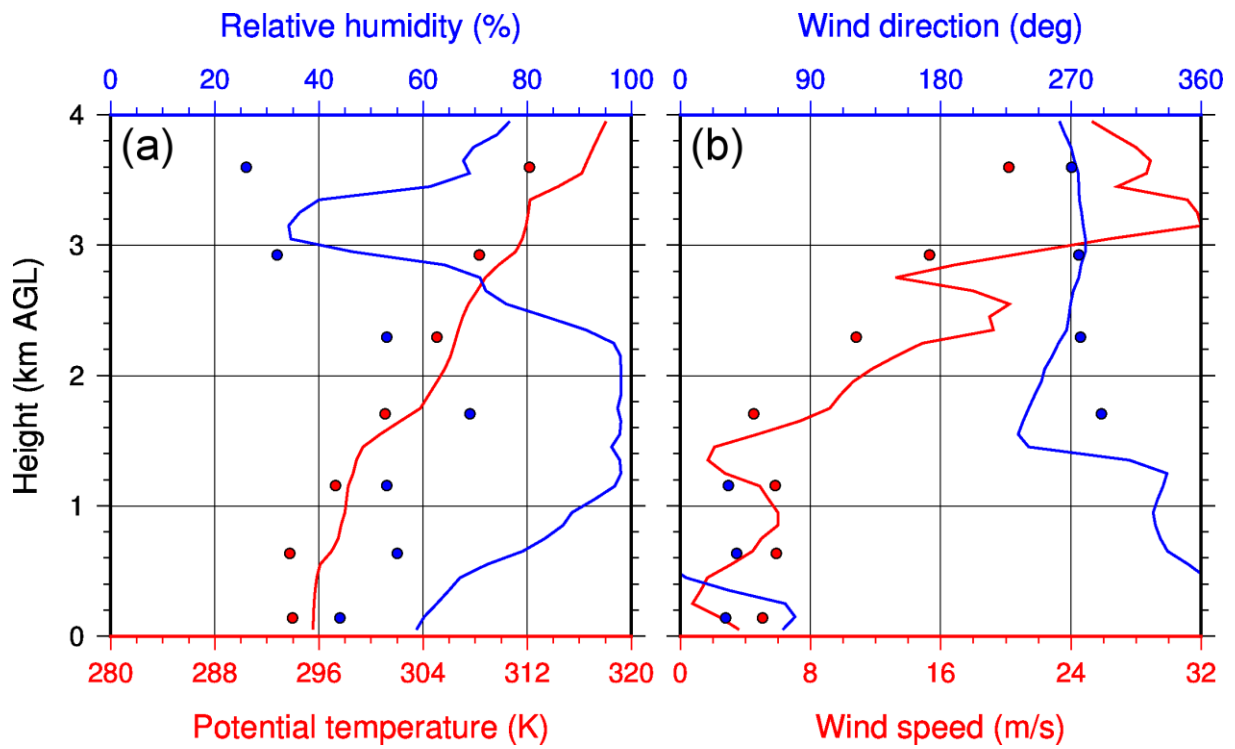 Relative humidity (%)
Wind direction (deg)
0 20 40 60 80 100
0 90 180 270 360
4
3
2
1
0
(a)
(b)
Height (km AGL)
280 288 296 304 312 320
0 8 16 24 32
Potential temperature (K)
Wind speed (m/s)